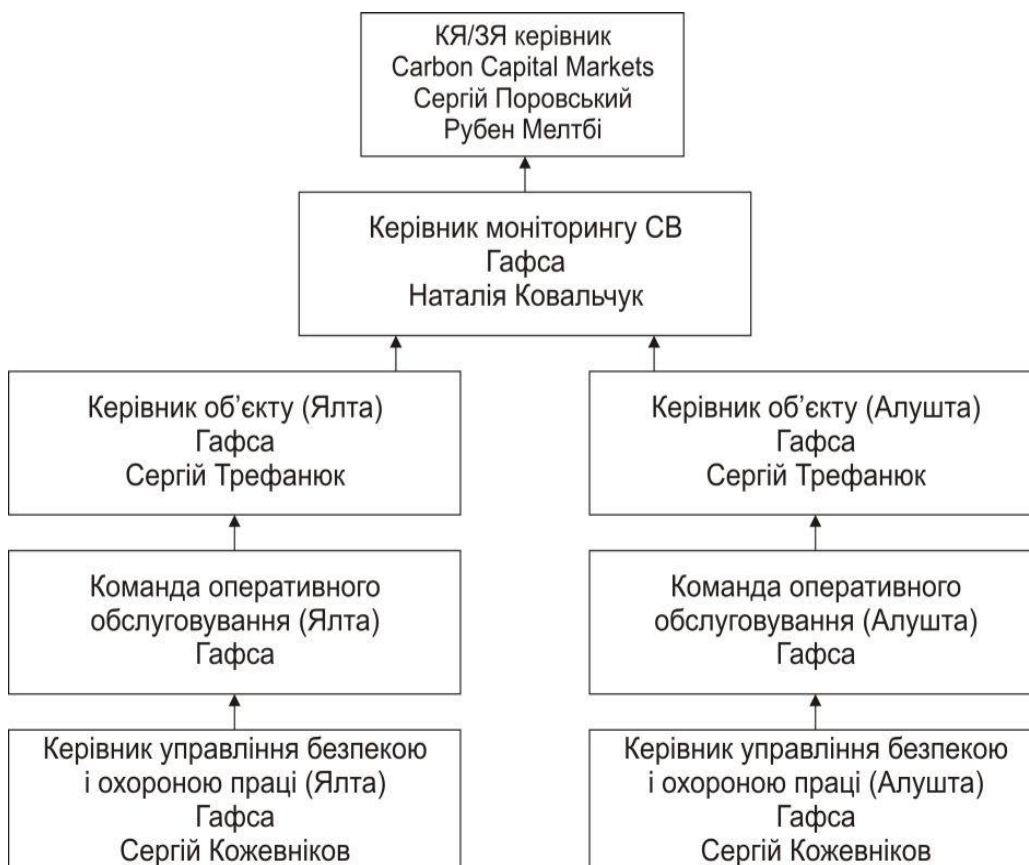 КЯ/ЗЯ керівник
Carbon Capital Markets
Сергій Поровський
Рубен Мелтбі
Керівник моніторингу СВ
Гафса
Наталія Ковальчук
Керівник об’єкту (Ялта)
Гафса
Сергій Трефанюк
Керівник об’єкту (Алушта)
Гафса
Сергій Трефанюк
Команда оперативного
обслуговування (Ялта)
Гафса
Команда оперативного
обслуговування (Алушта)
Гафса
Керівник управління безпекою
і охороною праці (Ялта)
Гафса
Сергій Кожевніков
Керівник управління безпекою
і охороною праці (Алушта)
Гафса
Сергій Кожевніков